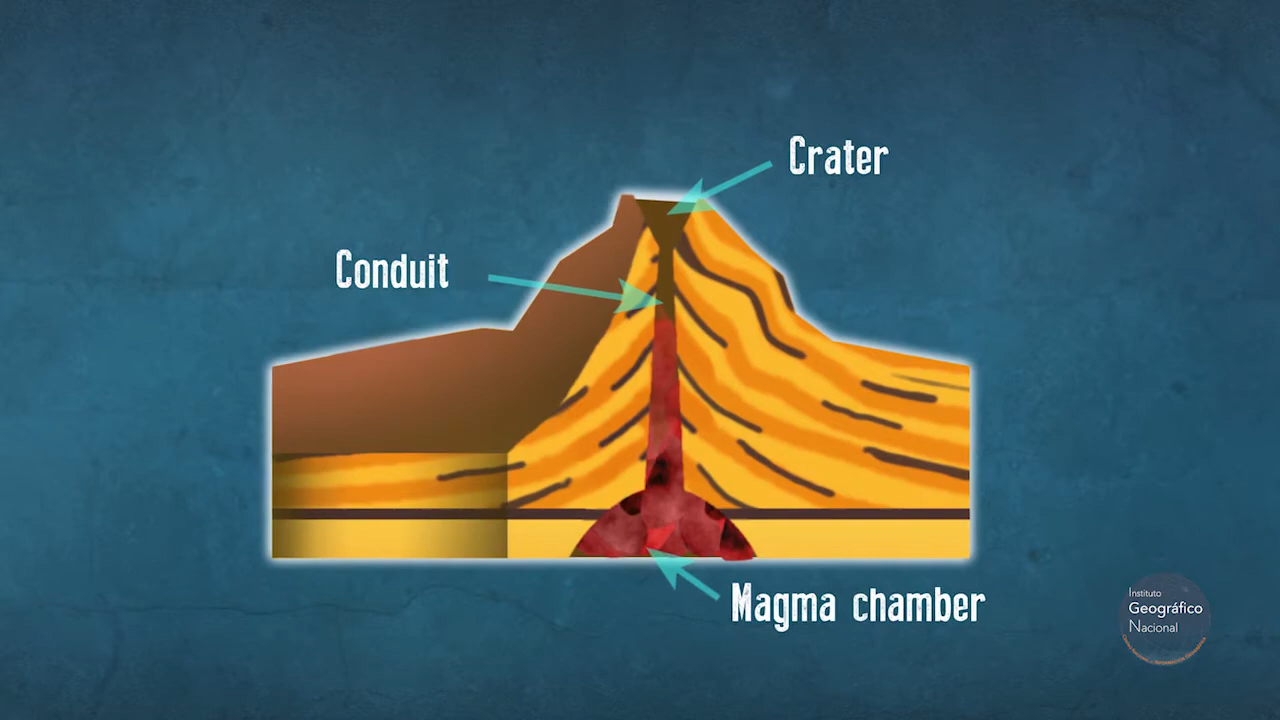 Crater
Conduit
Magma chamber
Instituto
Geográfico
Nacional